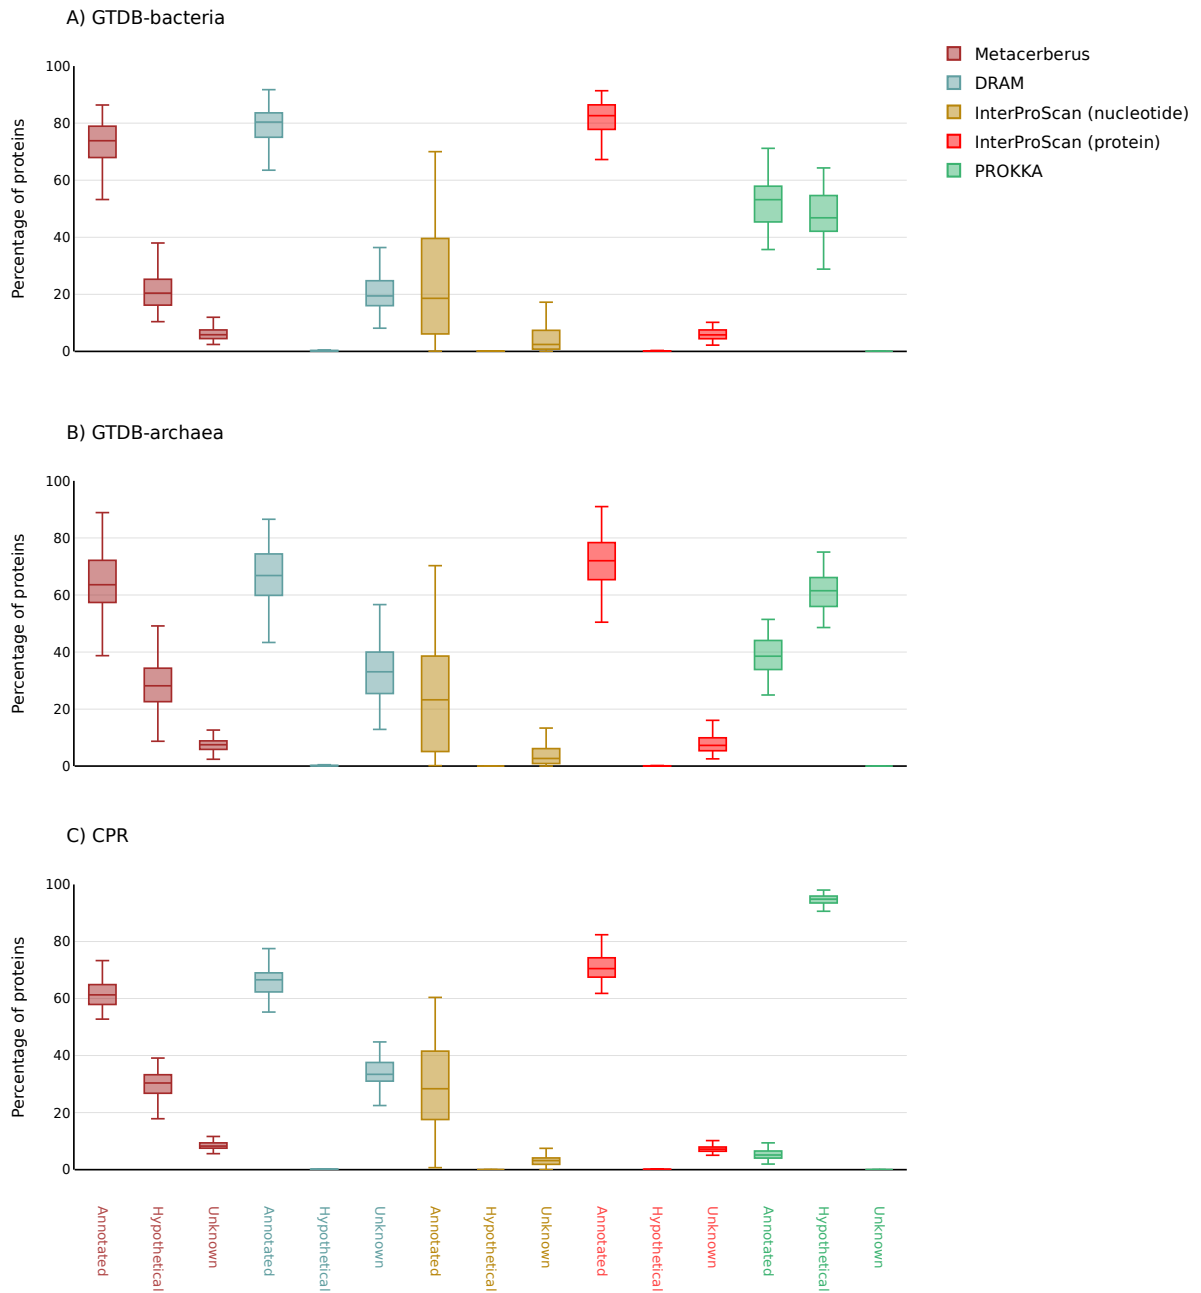 A) GTDB-bacteria
Metacerberus
DRAM
InterProScan (nucleotide)
InterProScan (protein)
PROKKA
Percentage of proteins
100
80
60
40
20
0
B) GTDB-archaea
Percentage of proteins
100
80
60
40
20
0
C) CPR
Percentage of proteins
100
80
60
40
20
0
Annotated
Hypothetical
Unknown
Annotated
Hypothetical
Unknown
Annotated
Hypothetical
Unknown
Annotated
Hypothetical
Unknown
Annotated
Hypothetical
Unknown